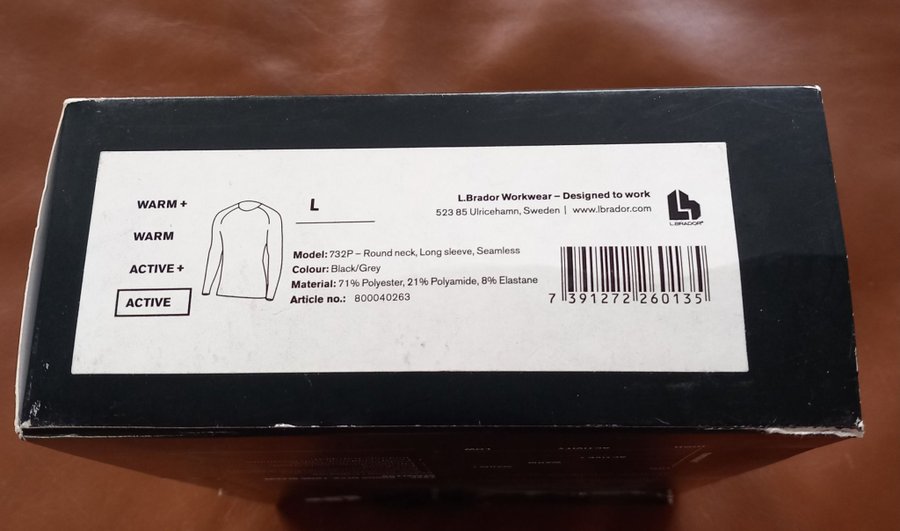 WARM +
WARM
ACTIVE +
ACTIVE
L
Model: 732P – Round neck, Long sleeve, Seamless
Colour: Black/Grey
Material: 71% Polyester, 21% Polyamide, 8% Elastane
Article no.: 800040263
L.Brador Workwear – Designed to work
523 85 Ulricehamn, Sweden | www.lbrador.com
L.BRADOR®
7 391272 260135